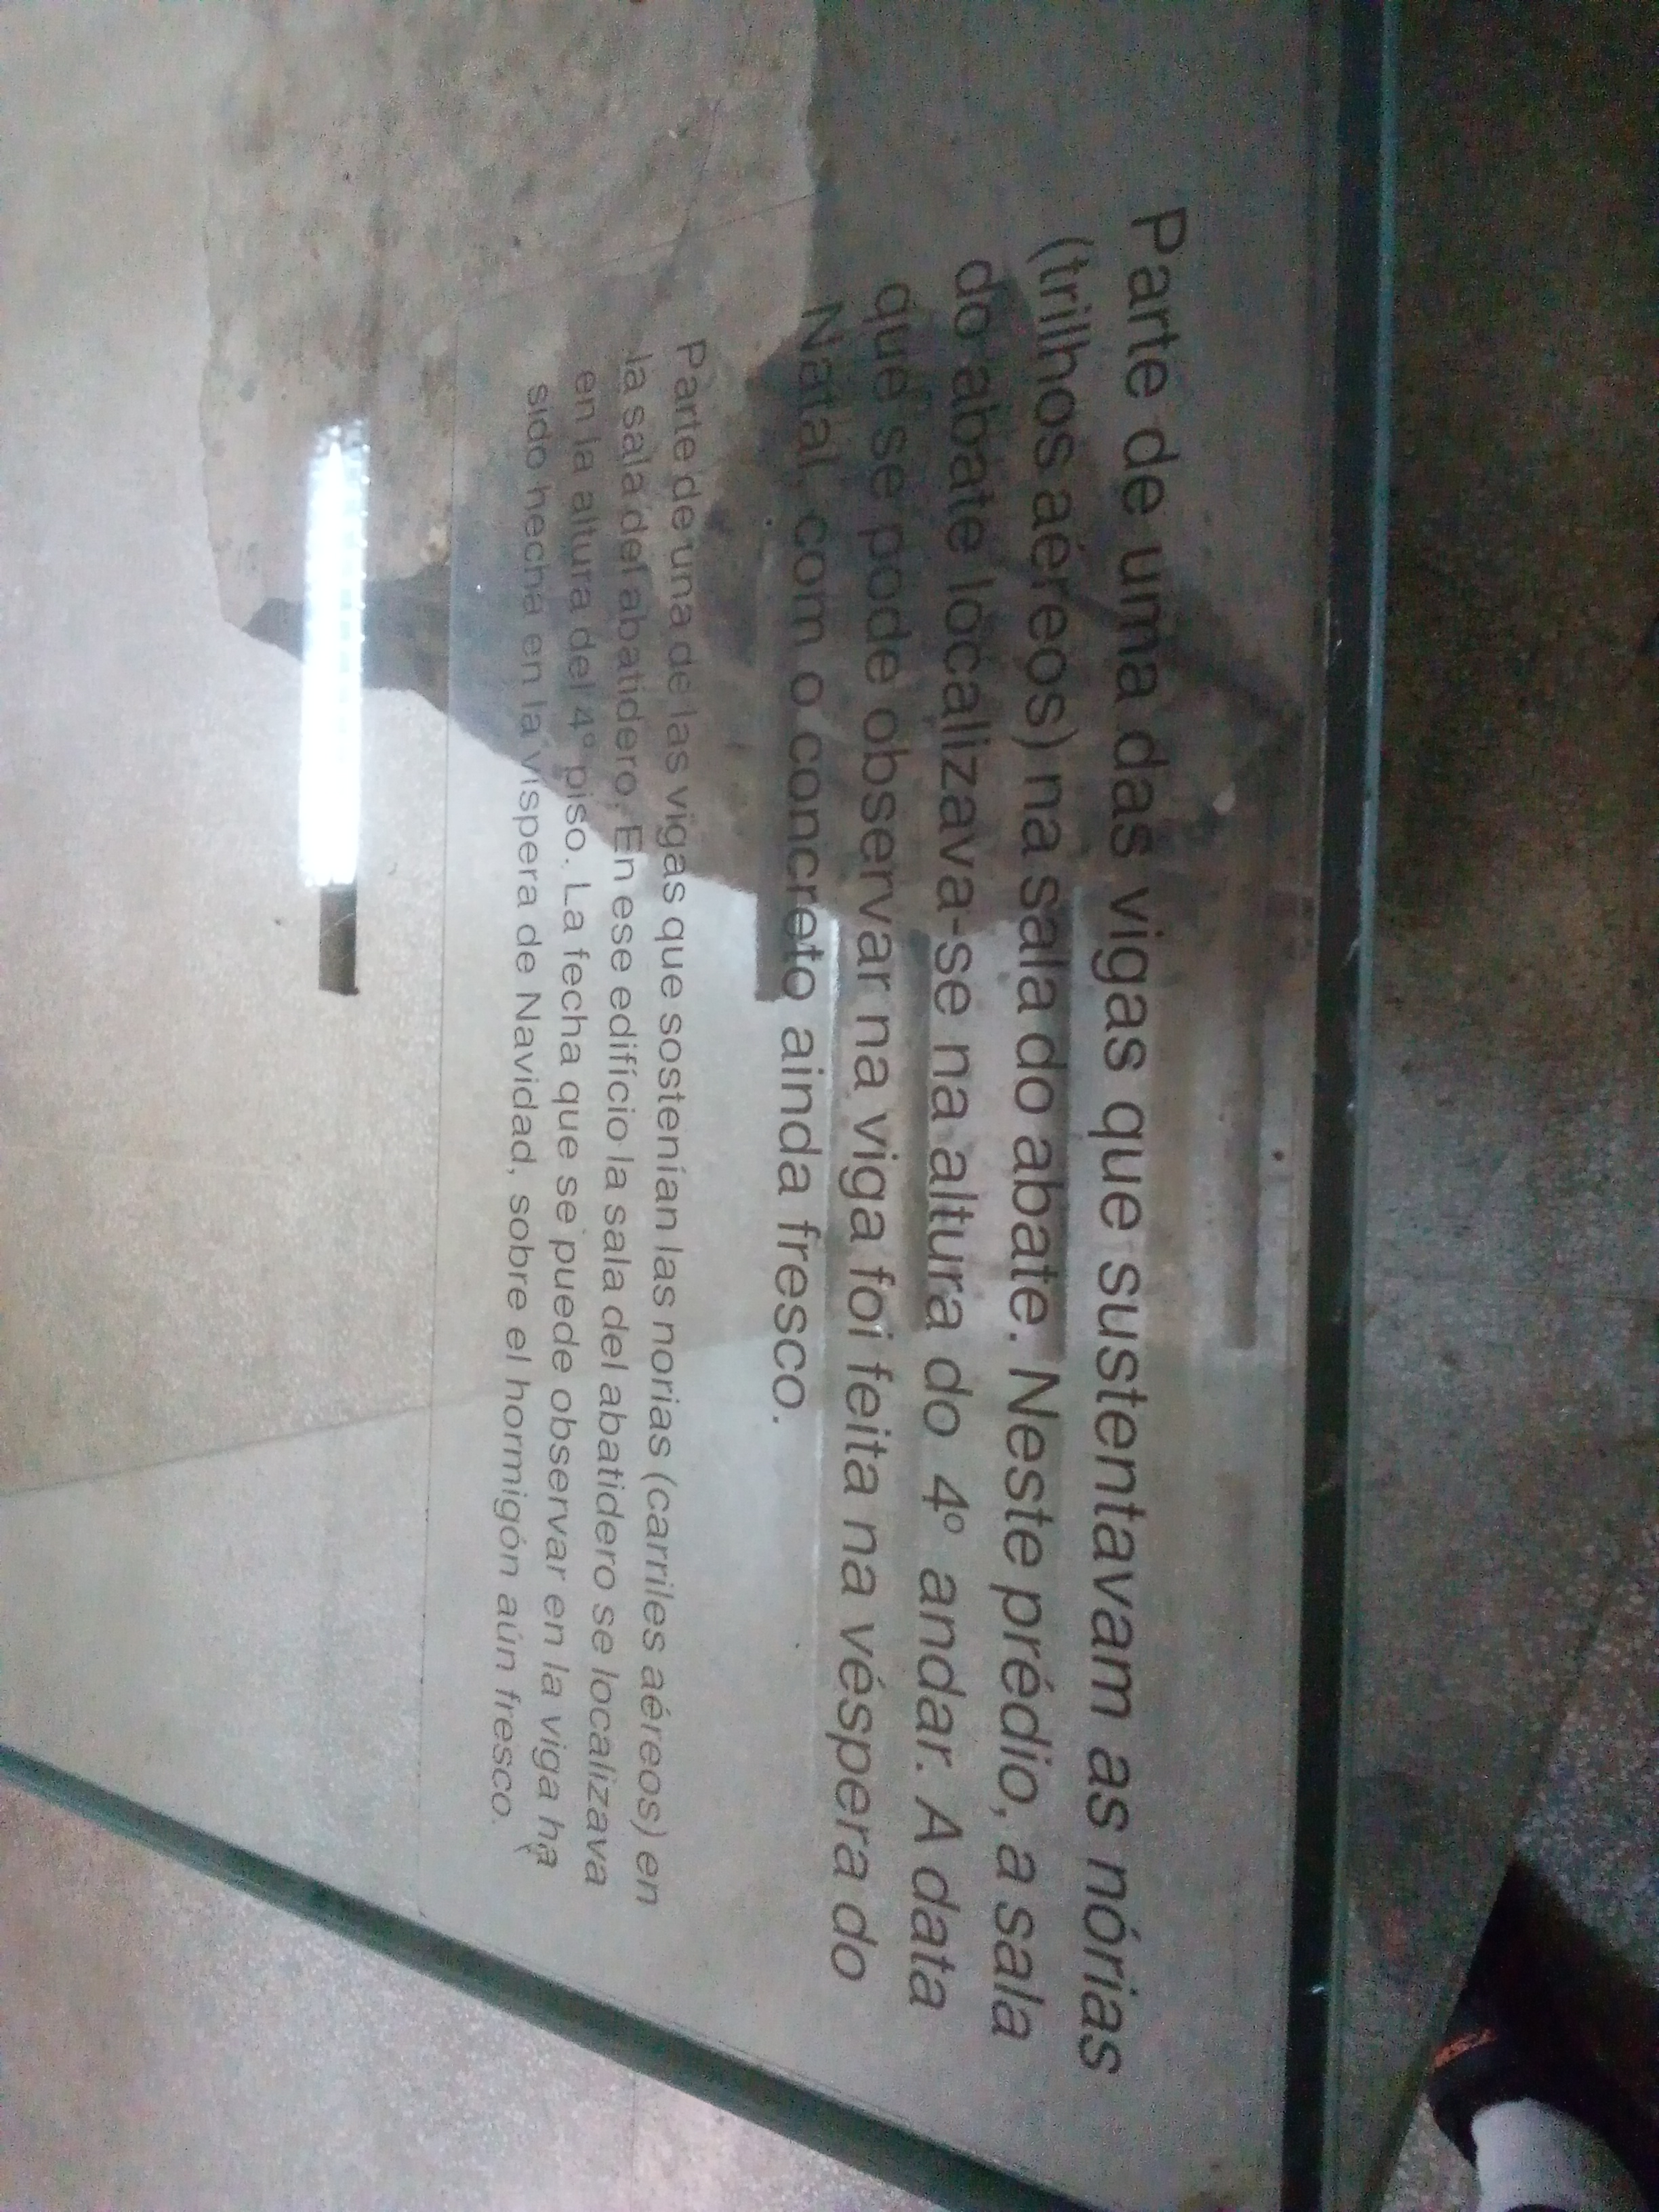 Parte de uma das vigas que sustentavam as nórias
(trilhos aéreos) na sala do abate. Neste prédio, a sala
do abate localizava-se na altura do 4º andar. A data
que se pode observar na viga foi feita na véspera do
Natal, com o concreto ainda fresco.
Parte de una de las vigas que sostenían las norias (carriles aéreos) en
la sala del abatidero. En ese edifício la sala del abatidero se localizava
en la altura del 4º piso. La fecha que se puede observar en la viga ha
sido hecha en la vispera de Navidad, sobre el hormigón aún fresco.